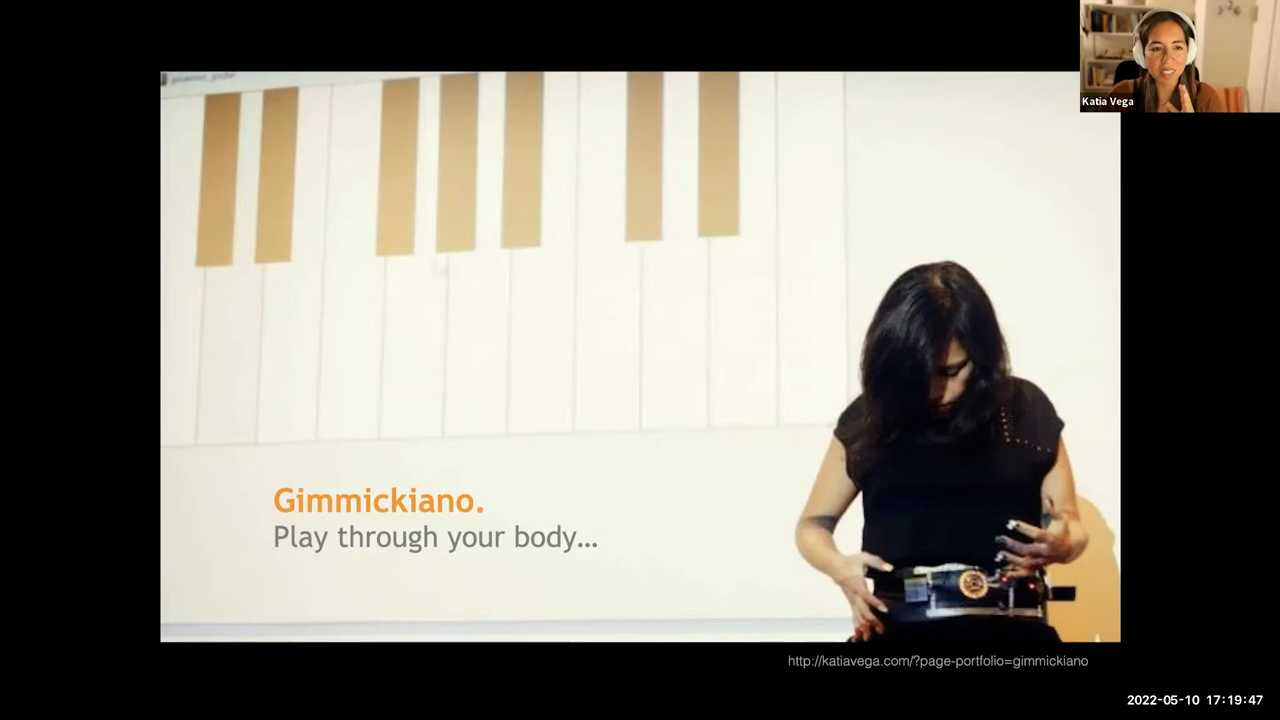 Katia Vega
Gimmickiano.
Play through your body...
http://katiavega.com/?page-portfolio=gimmickiano
2022-05-10 17:19:47